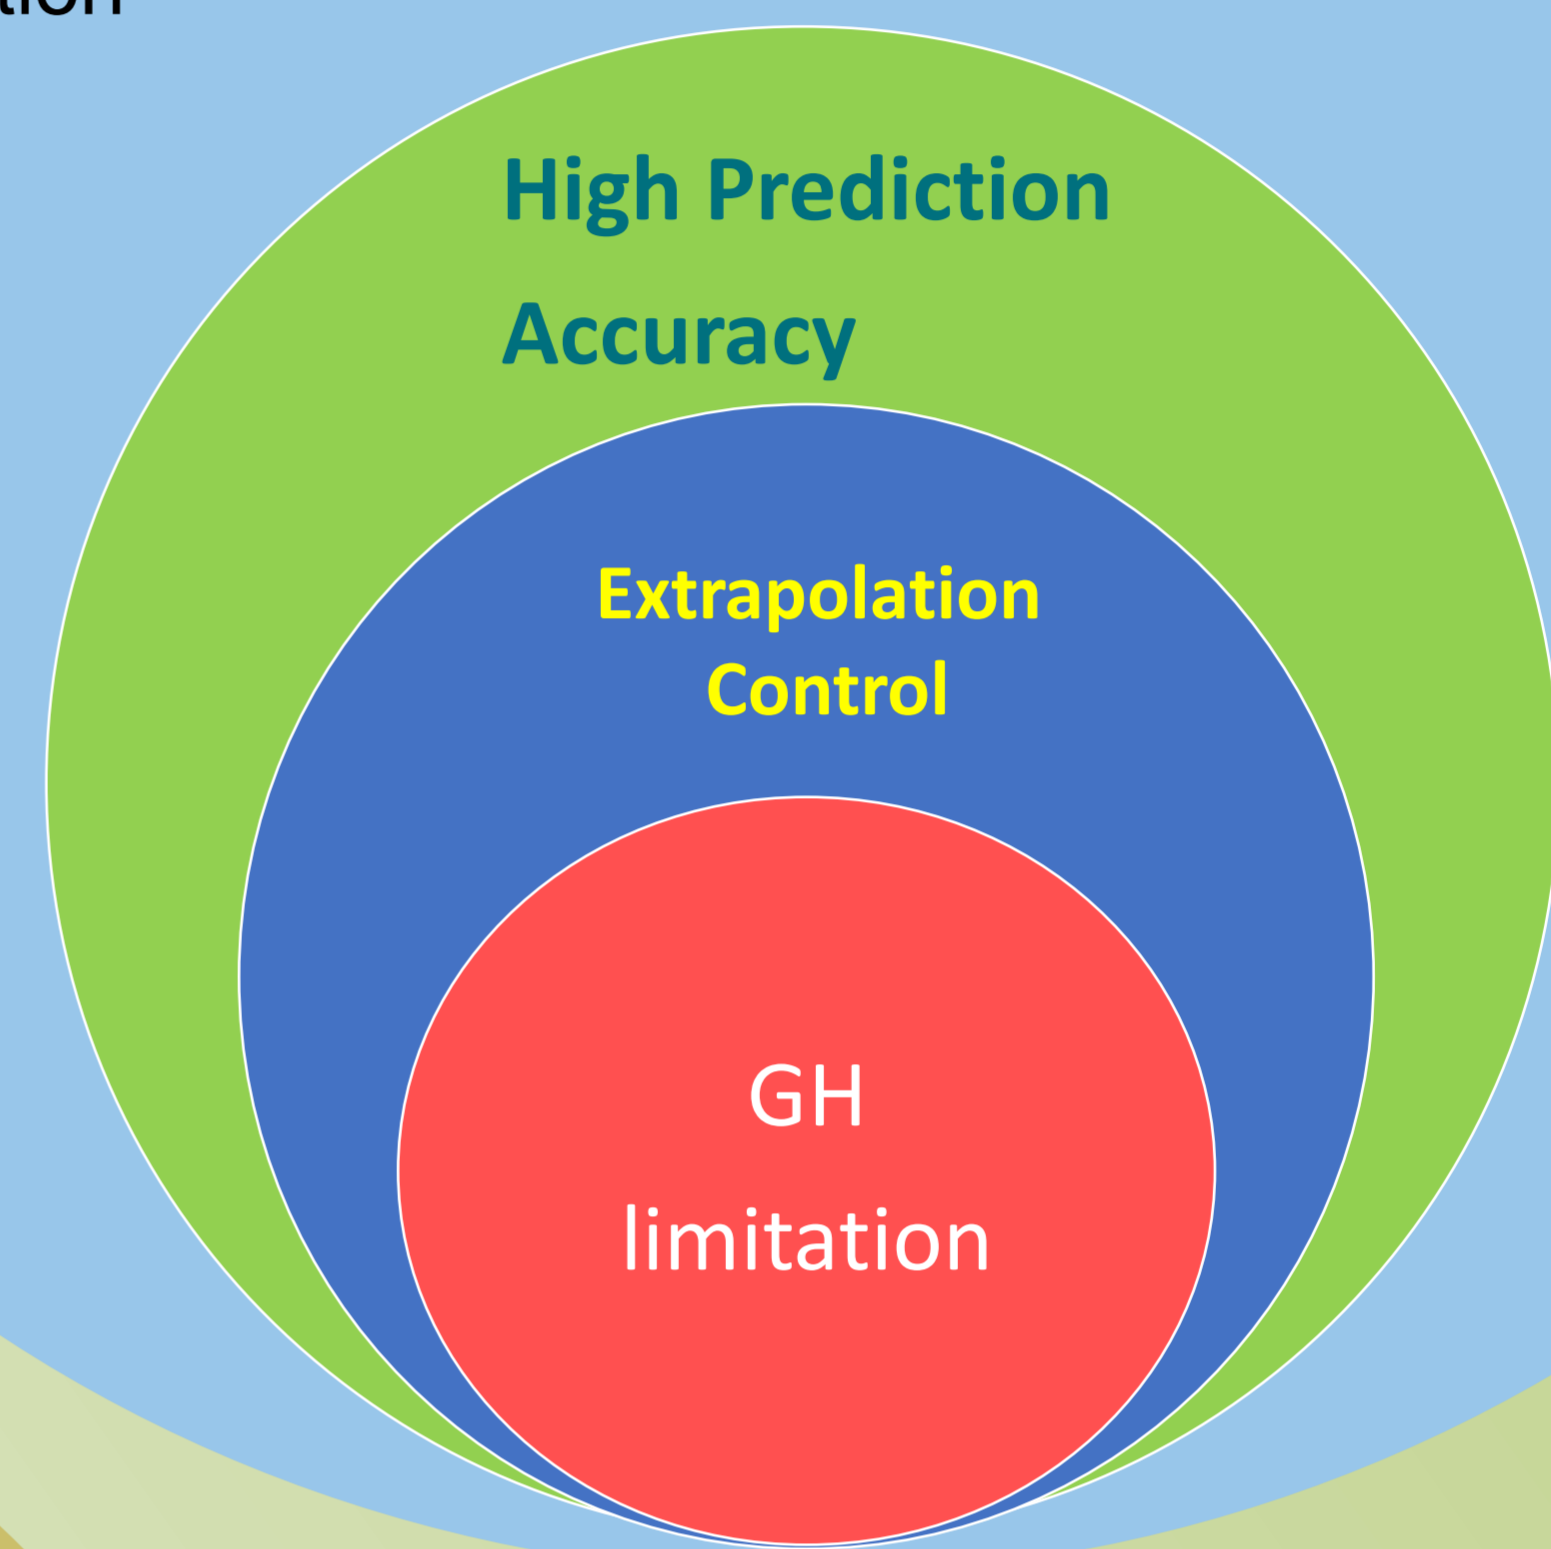 High Prediction
Accuracy
Extrapolation
Control
GH
limitation